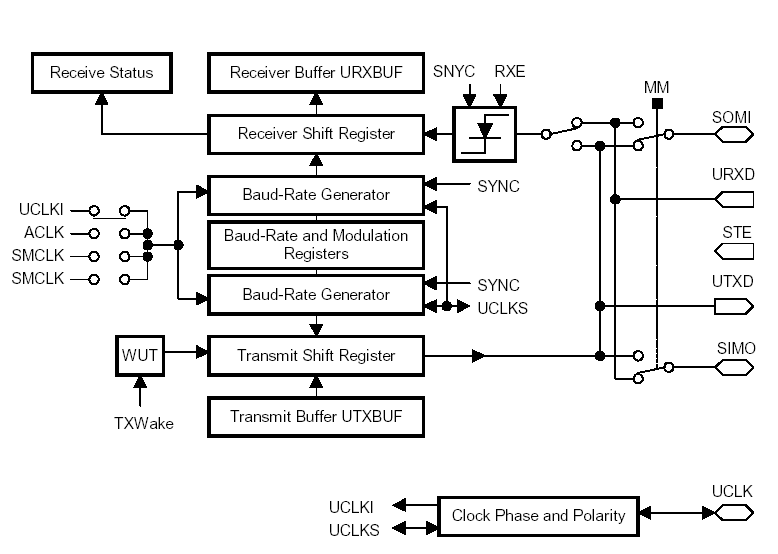 Receive Status
Receiver Buffer URXBUF
SNYC
RXE
MM
SOMI
Receiver Shift Register
URXD
Baud-Rate Generator
SYNC
UCLKI
ACLK
SMCLK
SMCLK
Baud-Rate and Modulation
Registers
STE
Baud-Rate Generator
SYNC
UCLKS
UTXD
WUT
Transmit Shift Register
SIMO
TXWake
Transmit Buffer UTXBUF
UCLKI
UCLKS
Clock Phase and Polarity
UCLK